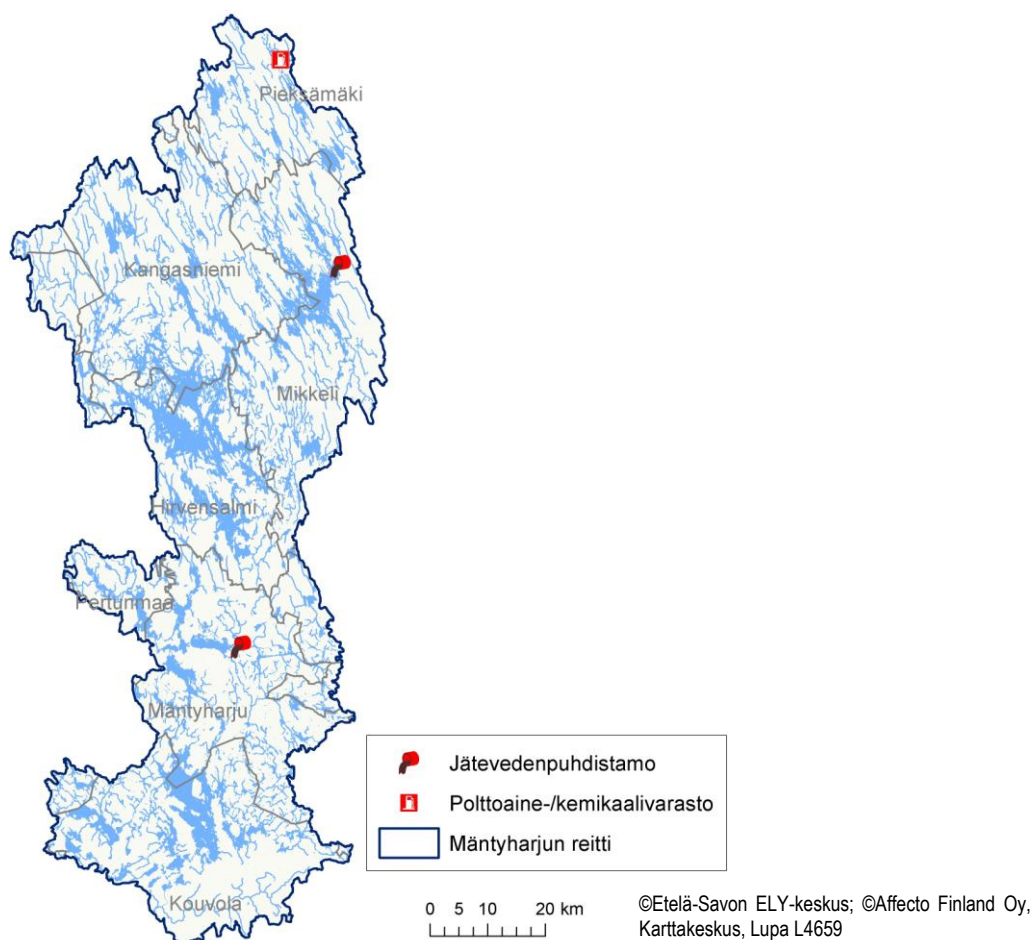 Pieksämäki
Kangasniemi
Mikkeli
Hirvensalmi
Pertunmaa
Mäntyharju
Jätevedenpuhdistamo
Polttoaine-/kemikaalivarasto
Mäntyharjun reitti
Kouvola
0 5 10 20 km
©Etelä-Savon ELY-keskus; ©Affecto Finland Oy,
Karttakeskus, Lupa L4659